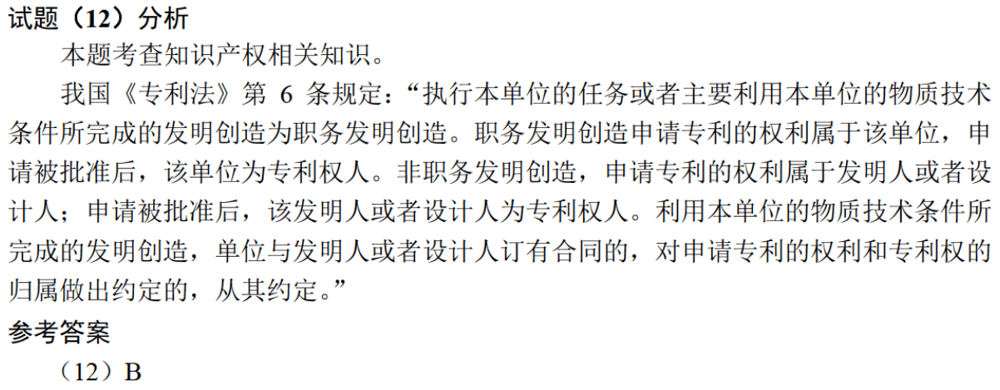 试题（12）分析
本题考查知识产权相关知识。
我国《专利法》第 6 条规定：“执行本单位的任务或者主要利用本单位的物质技术
条件所完成的发明创造为职务发明创造。职务发明创造申请专利的权利属于该单位，申
请被批准后，该单位为专利权人。非职务发明创造，申请专利的权利属于发明人或者设
计人；申请被批准后，该发明人或者设计人为专利权人。利用本单位的物质技术条件所
完成的发明创造，单位与发明人或者设计人订有合同的，对申请专利的权利和专利权的
归属做出约定的，从其约定。”
参考答案
（12）B